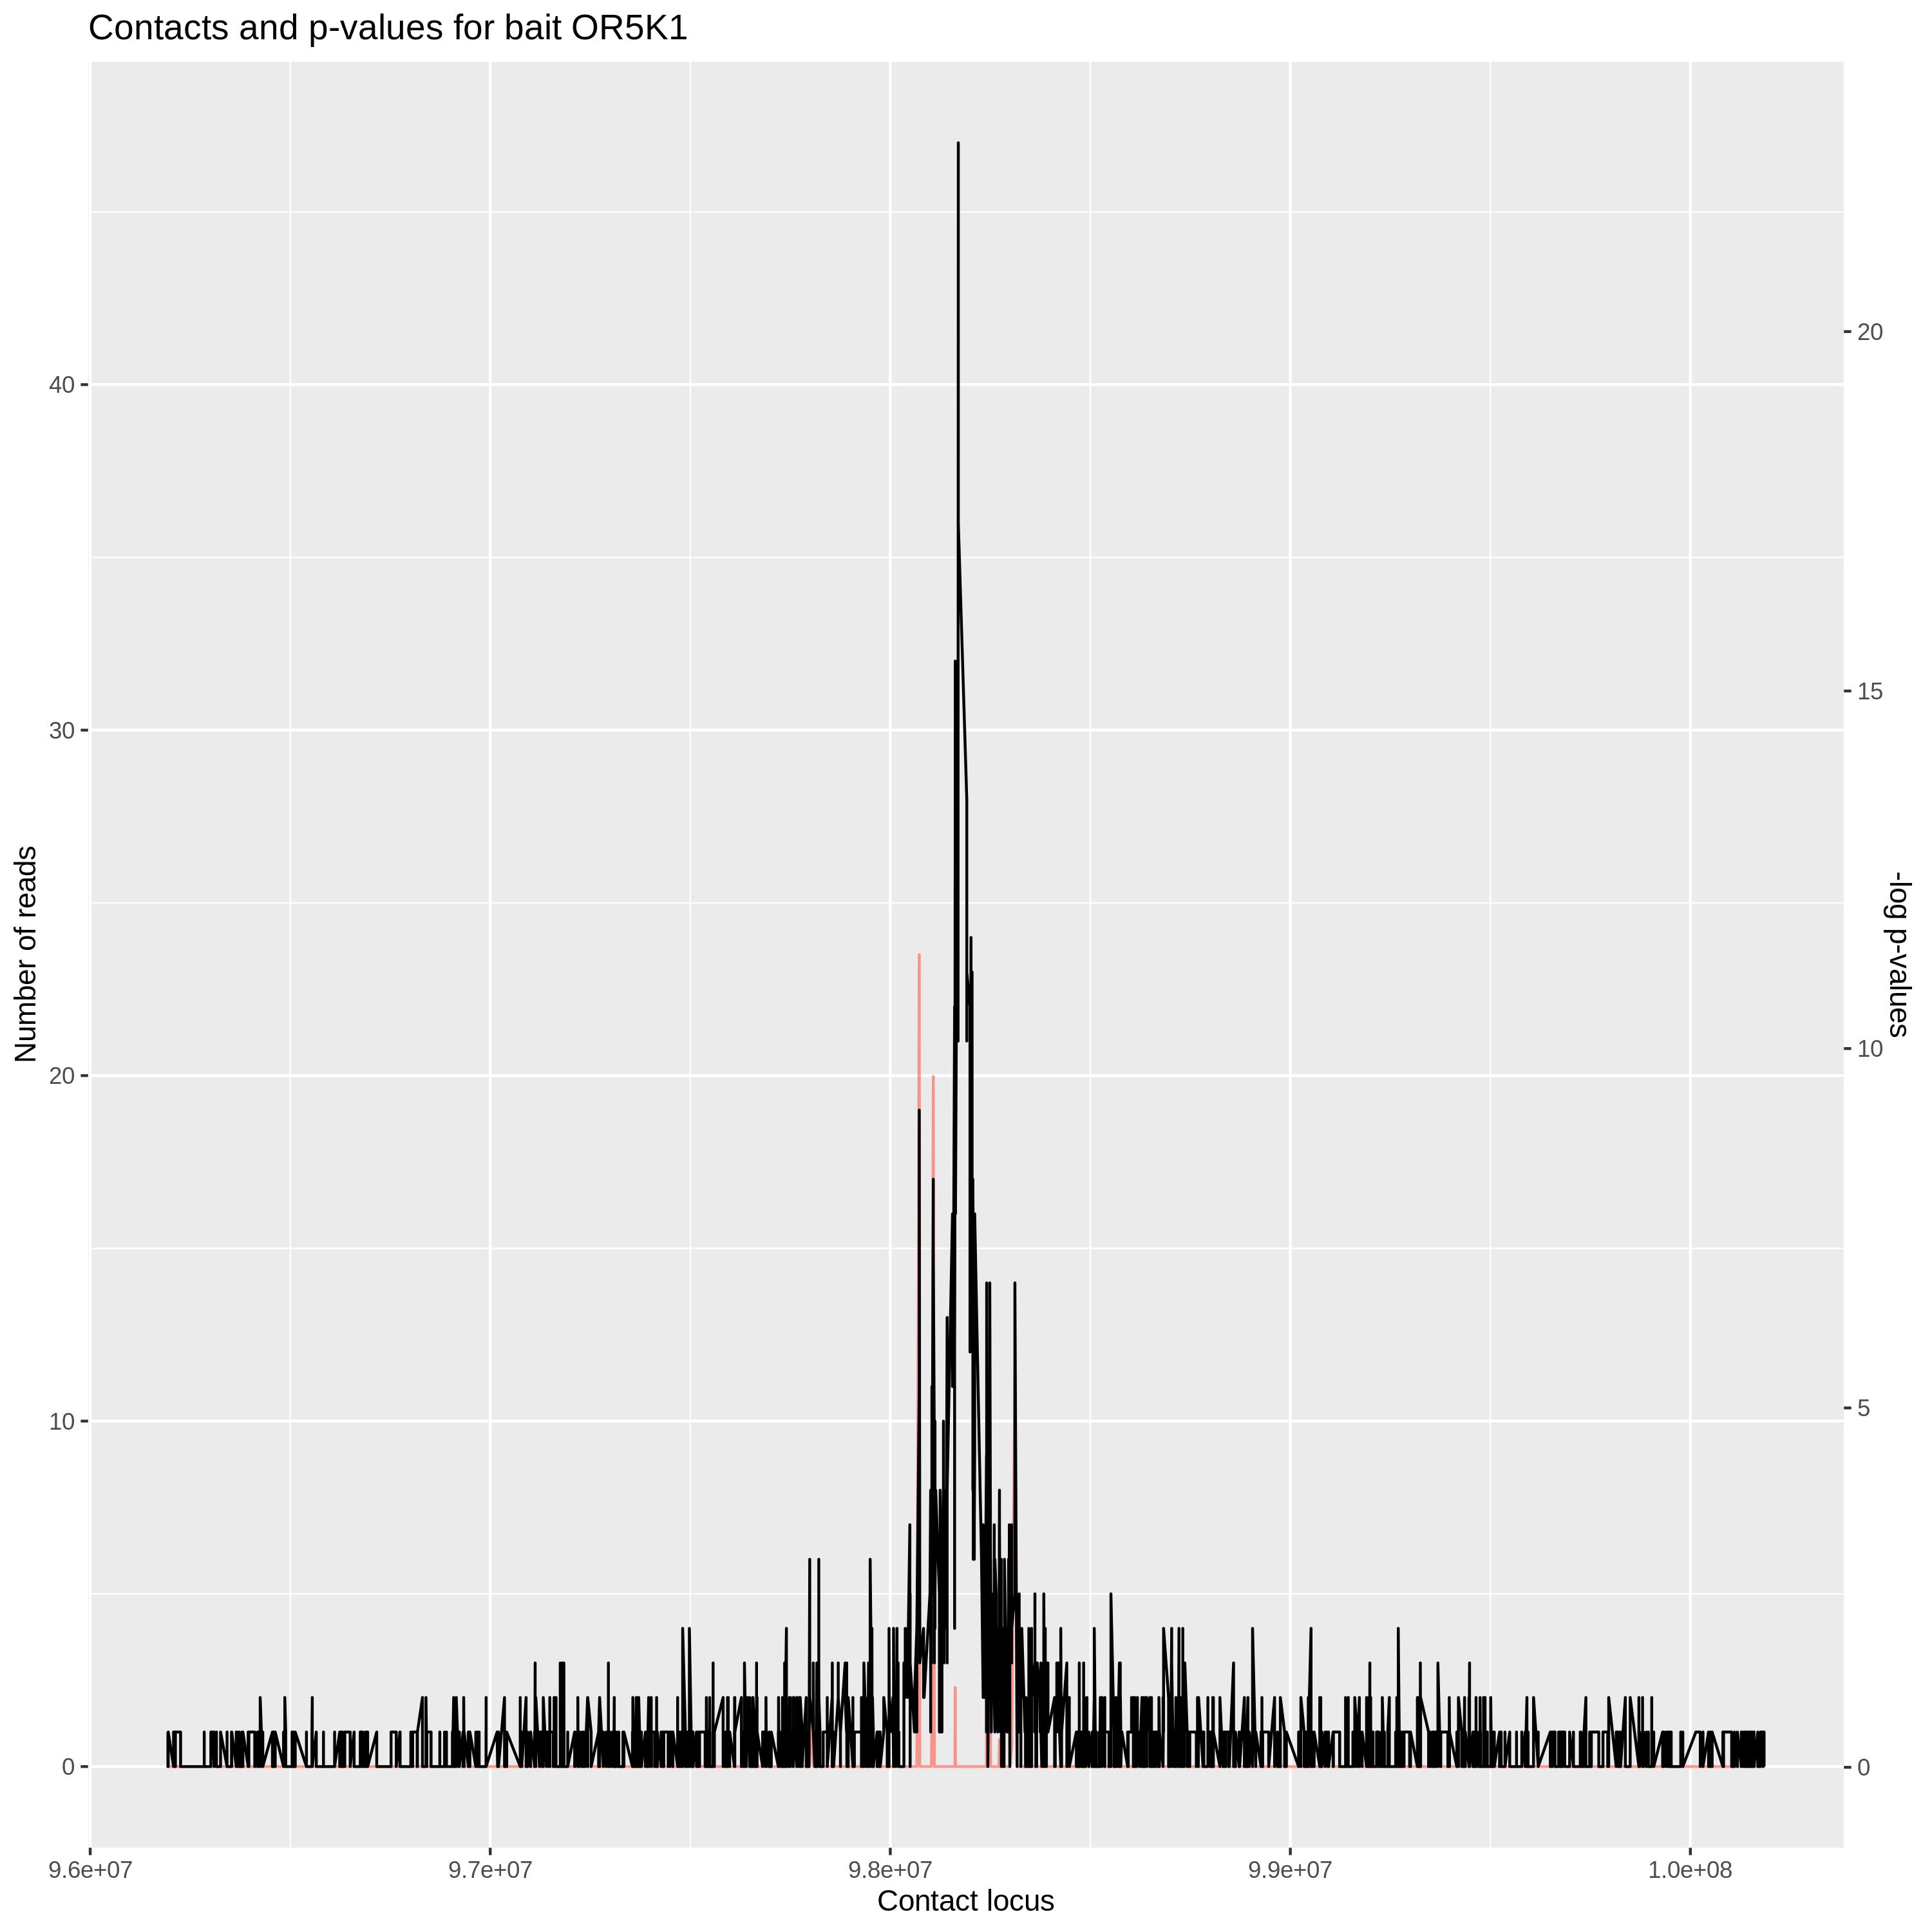 Contacts and p-values for bait OR5K1
40
30
20
10
0
Number of reads
20
15
10
5
0
-log p-values
9.6e+07
9.7e+07
9.8e+07
9.9e+07
1.0e+08
Contact locus